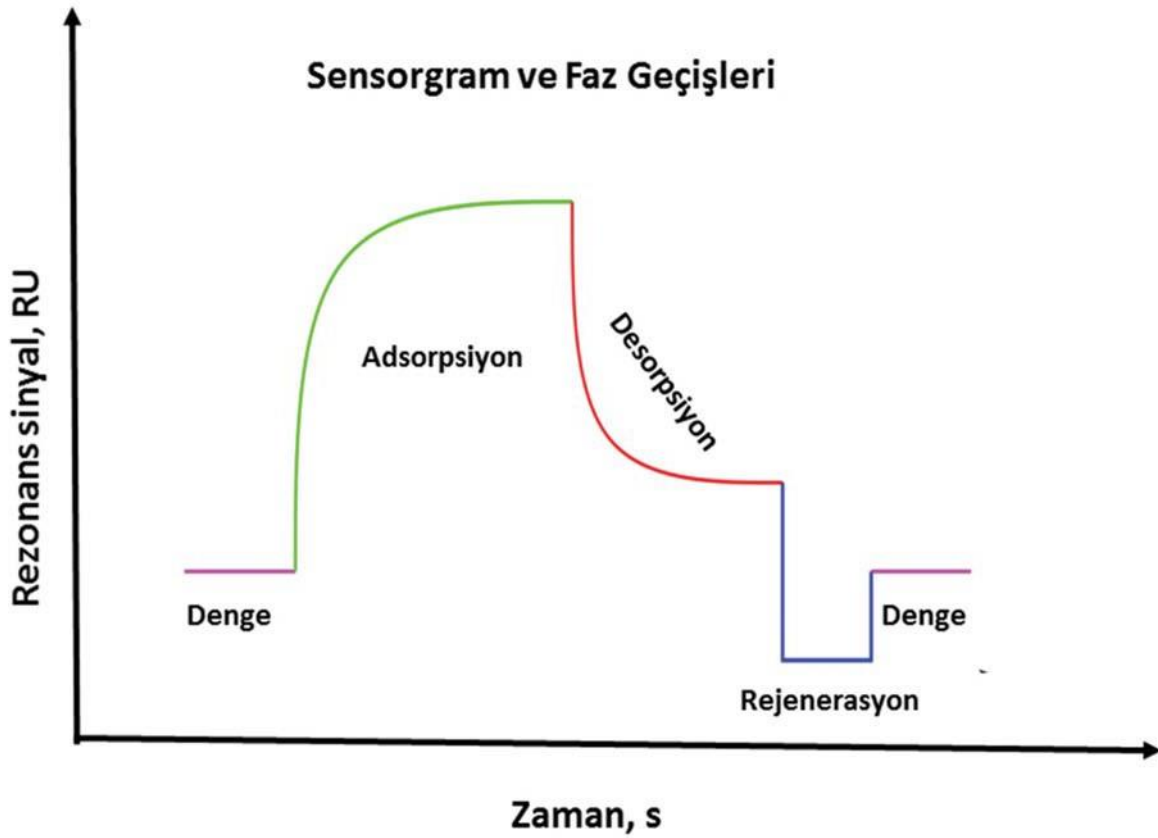 Sensorgram ve Faz Geçişleri
Rezonans sinyal, RU
Adsorpsiyon
Desorpsiyon
Denge
Denge
Rejenerasyon
Zaman, s